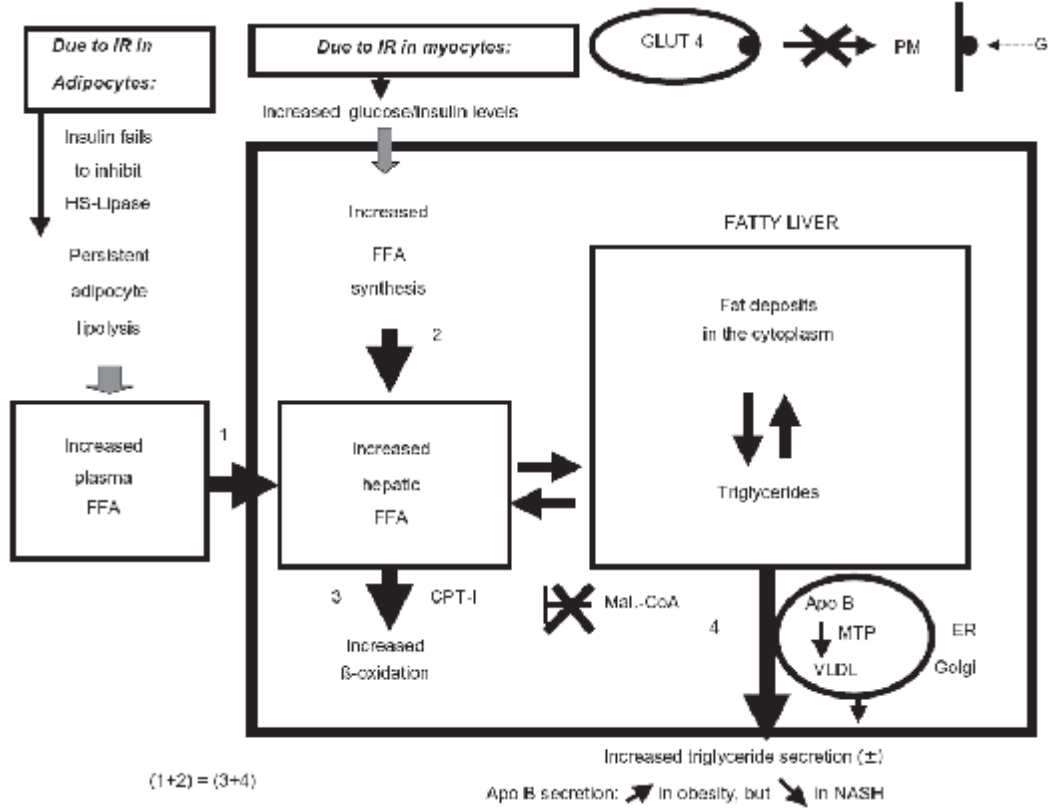 Due to IR in
Adipocytes:
Insulin fails
to inhibit
HS-Lipase
Persistent
adipocyte
lipolysis
Increased
plasma
FFA
1
Due to IR in myocytes:
Increased glucose/insulin levels
GLUT 4
PM
G
Increased
FFA
synthesis
2
Increased
hepatic
FFA
3
CPT-I
Increased
ß-oxidation
Mal.-CoA
FATTY LIVER
Fat deposits
in the cytoplasm
Triglycerides
4
Apo B
MTP
VLDL
ER
Golgi
Increased triglyceride secretion (±)
(1+2) = (3+4)
Apo B secretion: in obesity, but in NASH